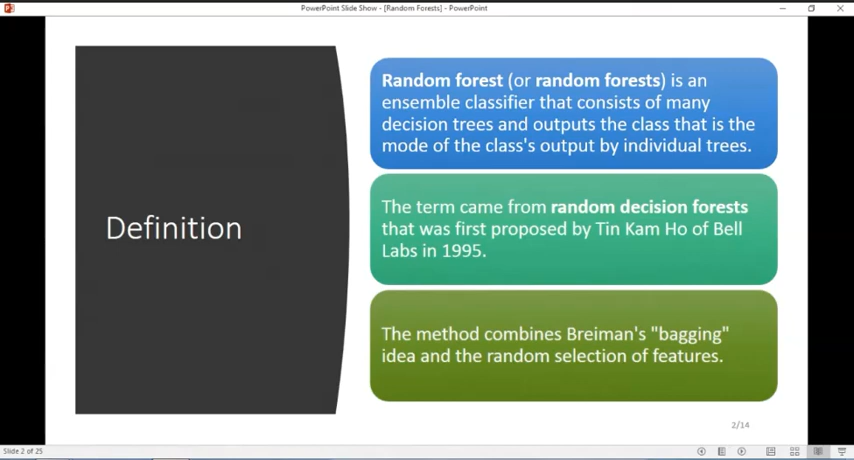 PowerPoint Slide Show - [Random Forests] - PowerPoint
Definition
Random forest (or random forests) is an
ensemble classifier that consists of many
decision trees and outputs the class that is the
mode of the class's output by individual trees.
The term came from random decision forests
that was first proposed by Tin Kam Ho of Bell
Labs in 1995.
The method combines Breiman's "bagging"
idea and the random selection of features.
2/14
Slide 2 of 25